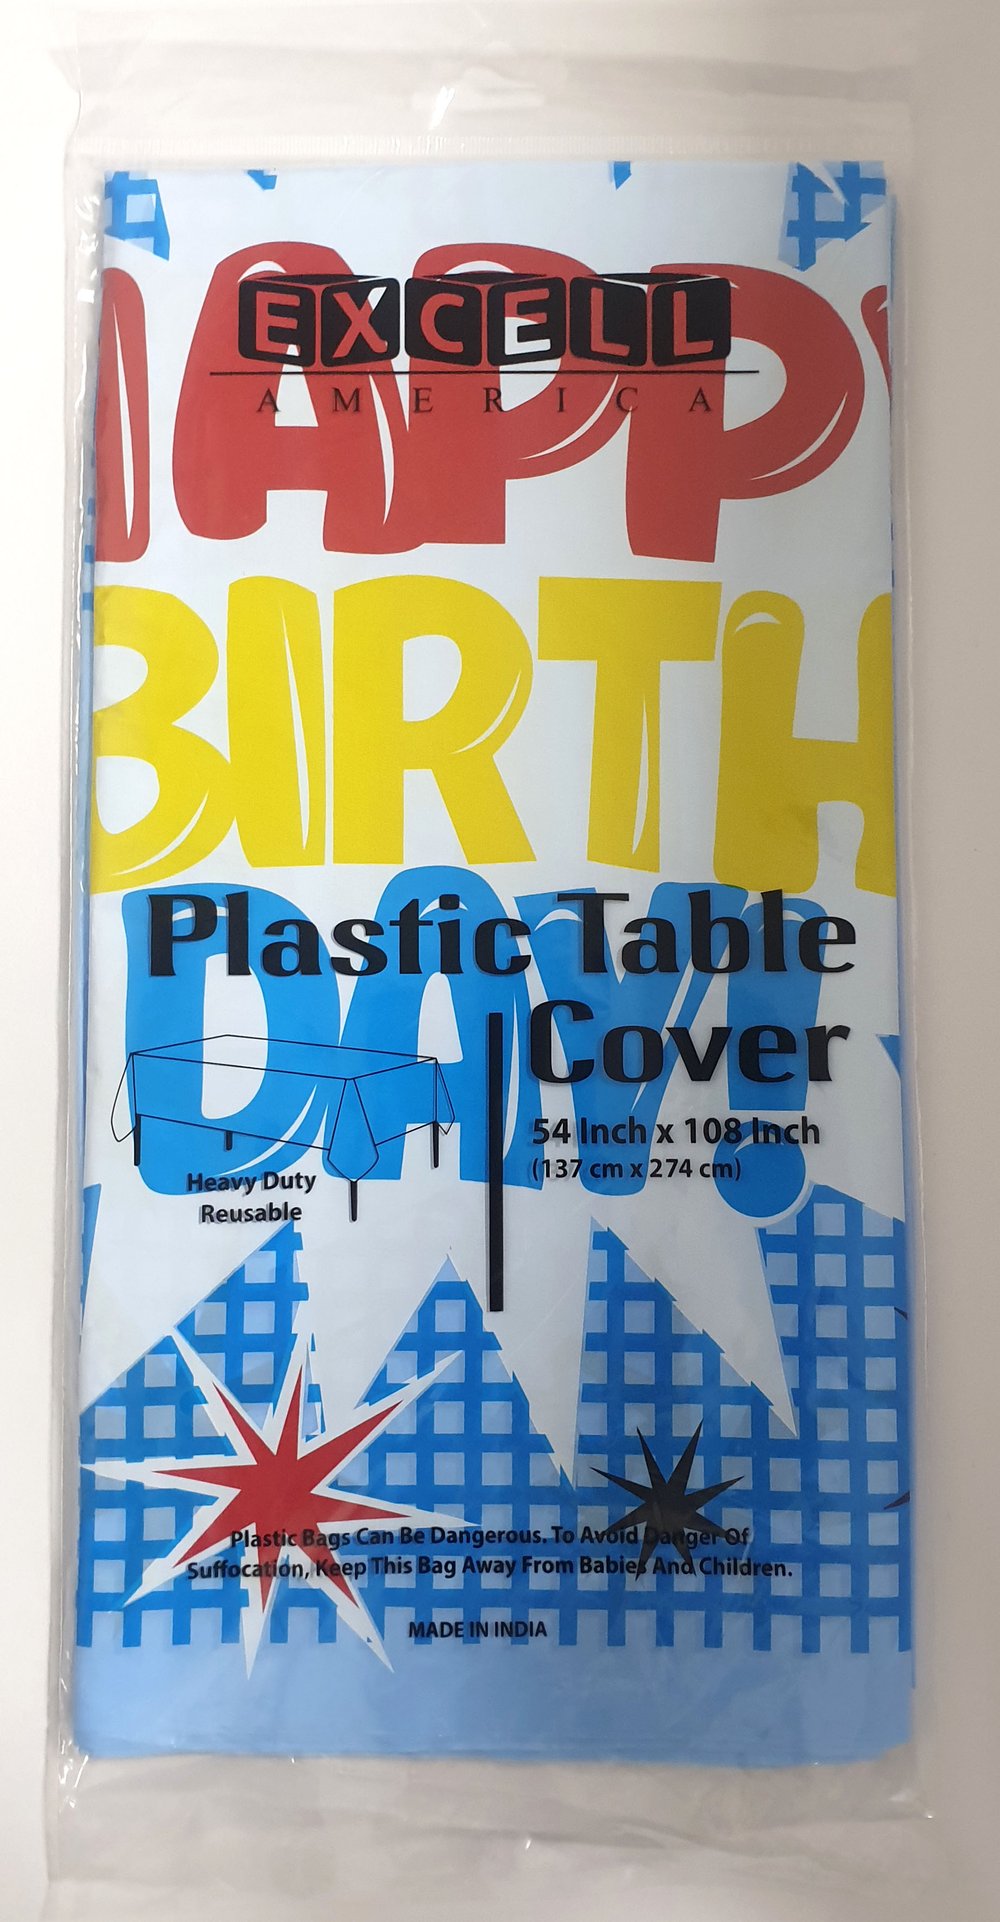 HAPPY
EXCELL
AMERICA
BIRTH
DAY!
Plastic Table
Cover
54 Inch x 108 Inch
(137 cm x 274 cm)
Heavy Duty
Reusable
Plastic Bags Can Be Dangerous. To Avoid Danger Of
Suffocation, Keep This Bag Away From Babies And Children.
MADE IN INDIA